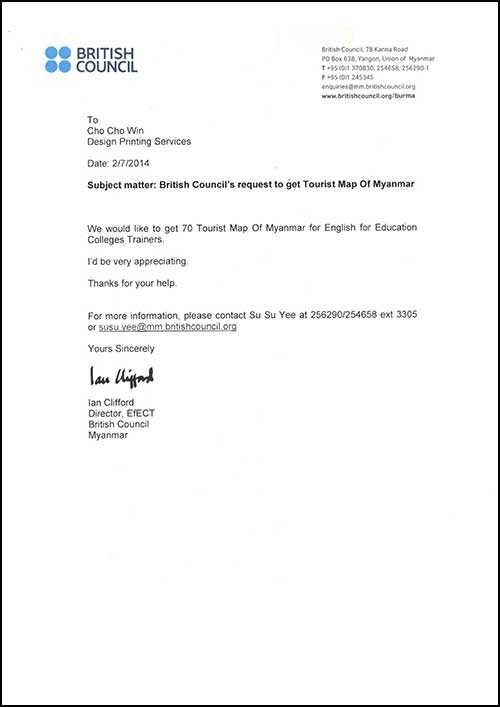 BRITISH
COUNCIL
British Council, 78 Kanna Road
PO Box 638, Yangon, Union of Myanmar
T +95 (0)1 370830, 254658, 256290-1
F +95 (0)1 245345
enquiries@mm.britishcouncil.org
www.britishcouncil.org/burma
To
Cho Cho Win
Design Printing Services
Date: 2/7/2014
Subject matter: British Council's request to get Tourist Map Of Myanmar
We would like to get 70 Tourist Map Of Myanmar for English for Education
Colleges Trainers.
I'd be very appreciating.
Thanks for your help.
For more information, please contact Su Su Yee at 256290/254658 ext 3305
or susu.yee@mm.britishcouncil.org
Yours Sincerely
Ian Clifford
Ian Clifford
Director, EfECT
British Council
Myanmar